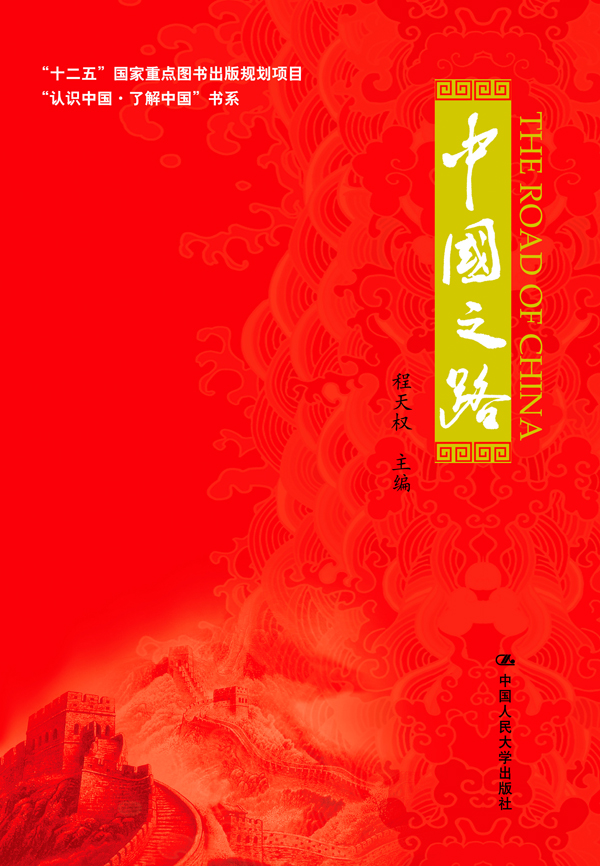 “十二五”国家重点图书出版规划项目
“认识中国·了解中国”书系
中國之路
THE ROAD OF CHINA
程天权 主编
中国人民大学出版社